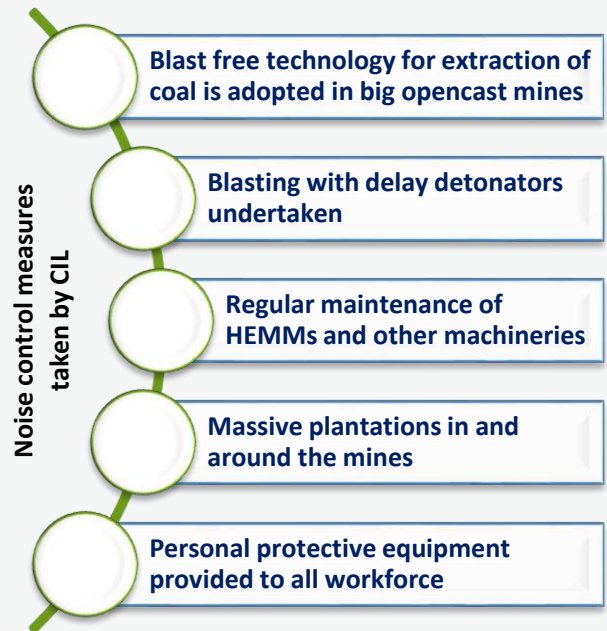 Noise control measures
taken by CIL
Blast free technology for extraction of
coal is adopted in big opencast mines
Blasting with delay detonators
undertaken
Regular maintenance of
HEMMs and other machineries
Massive plantations in and
around the mines
Personal protective equipment
provided to all workforce